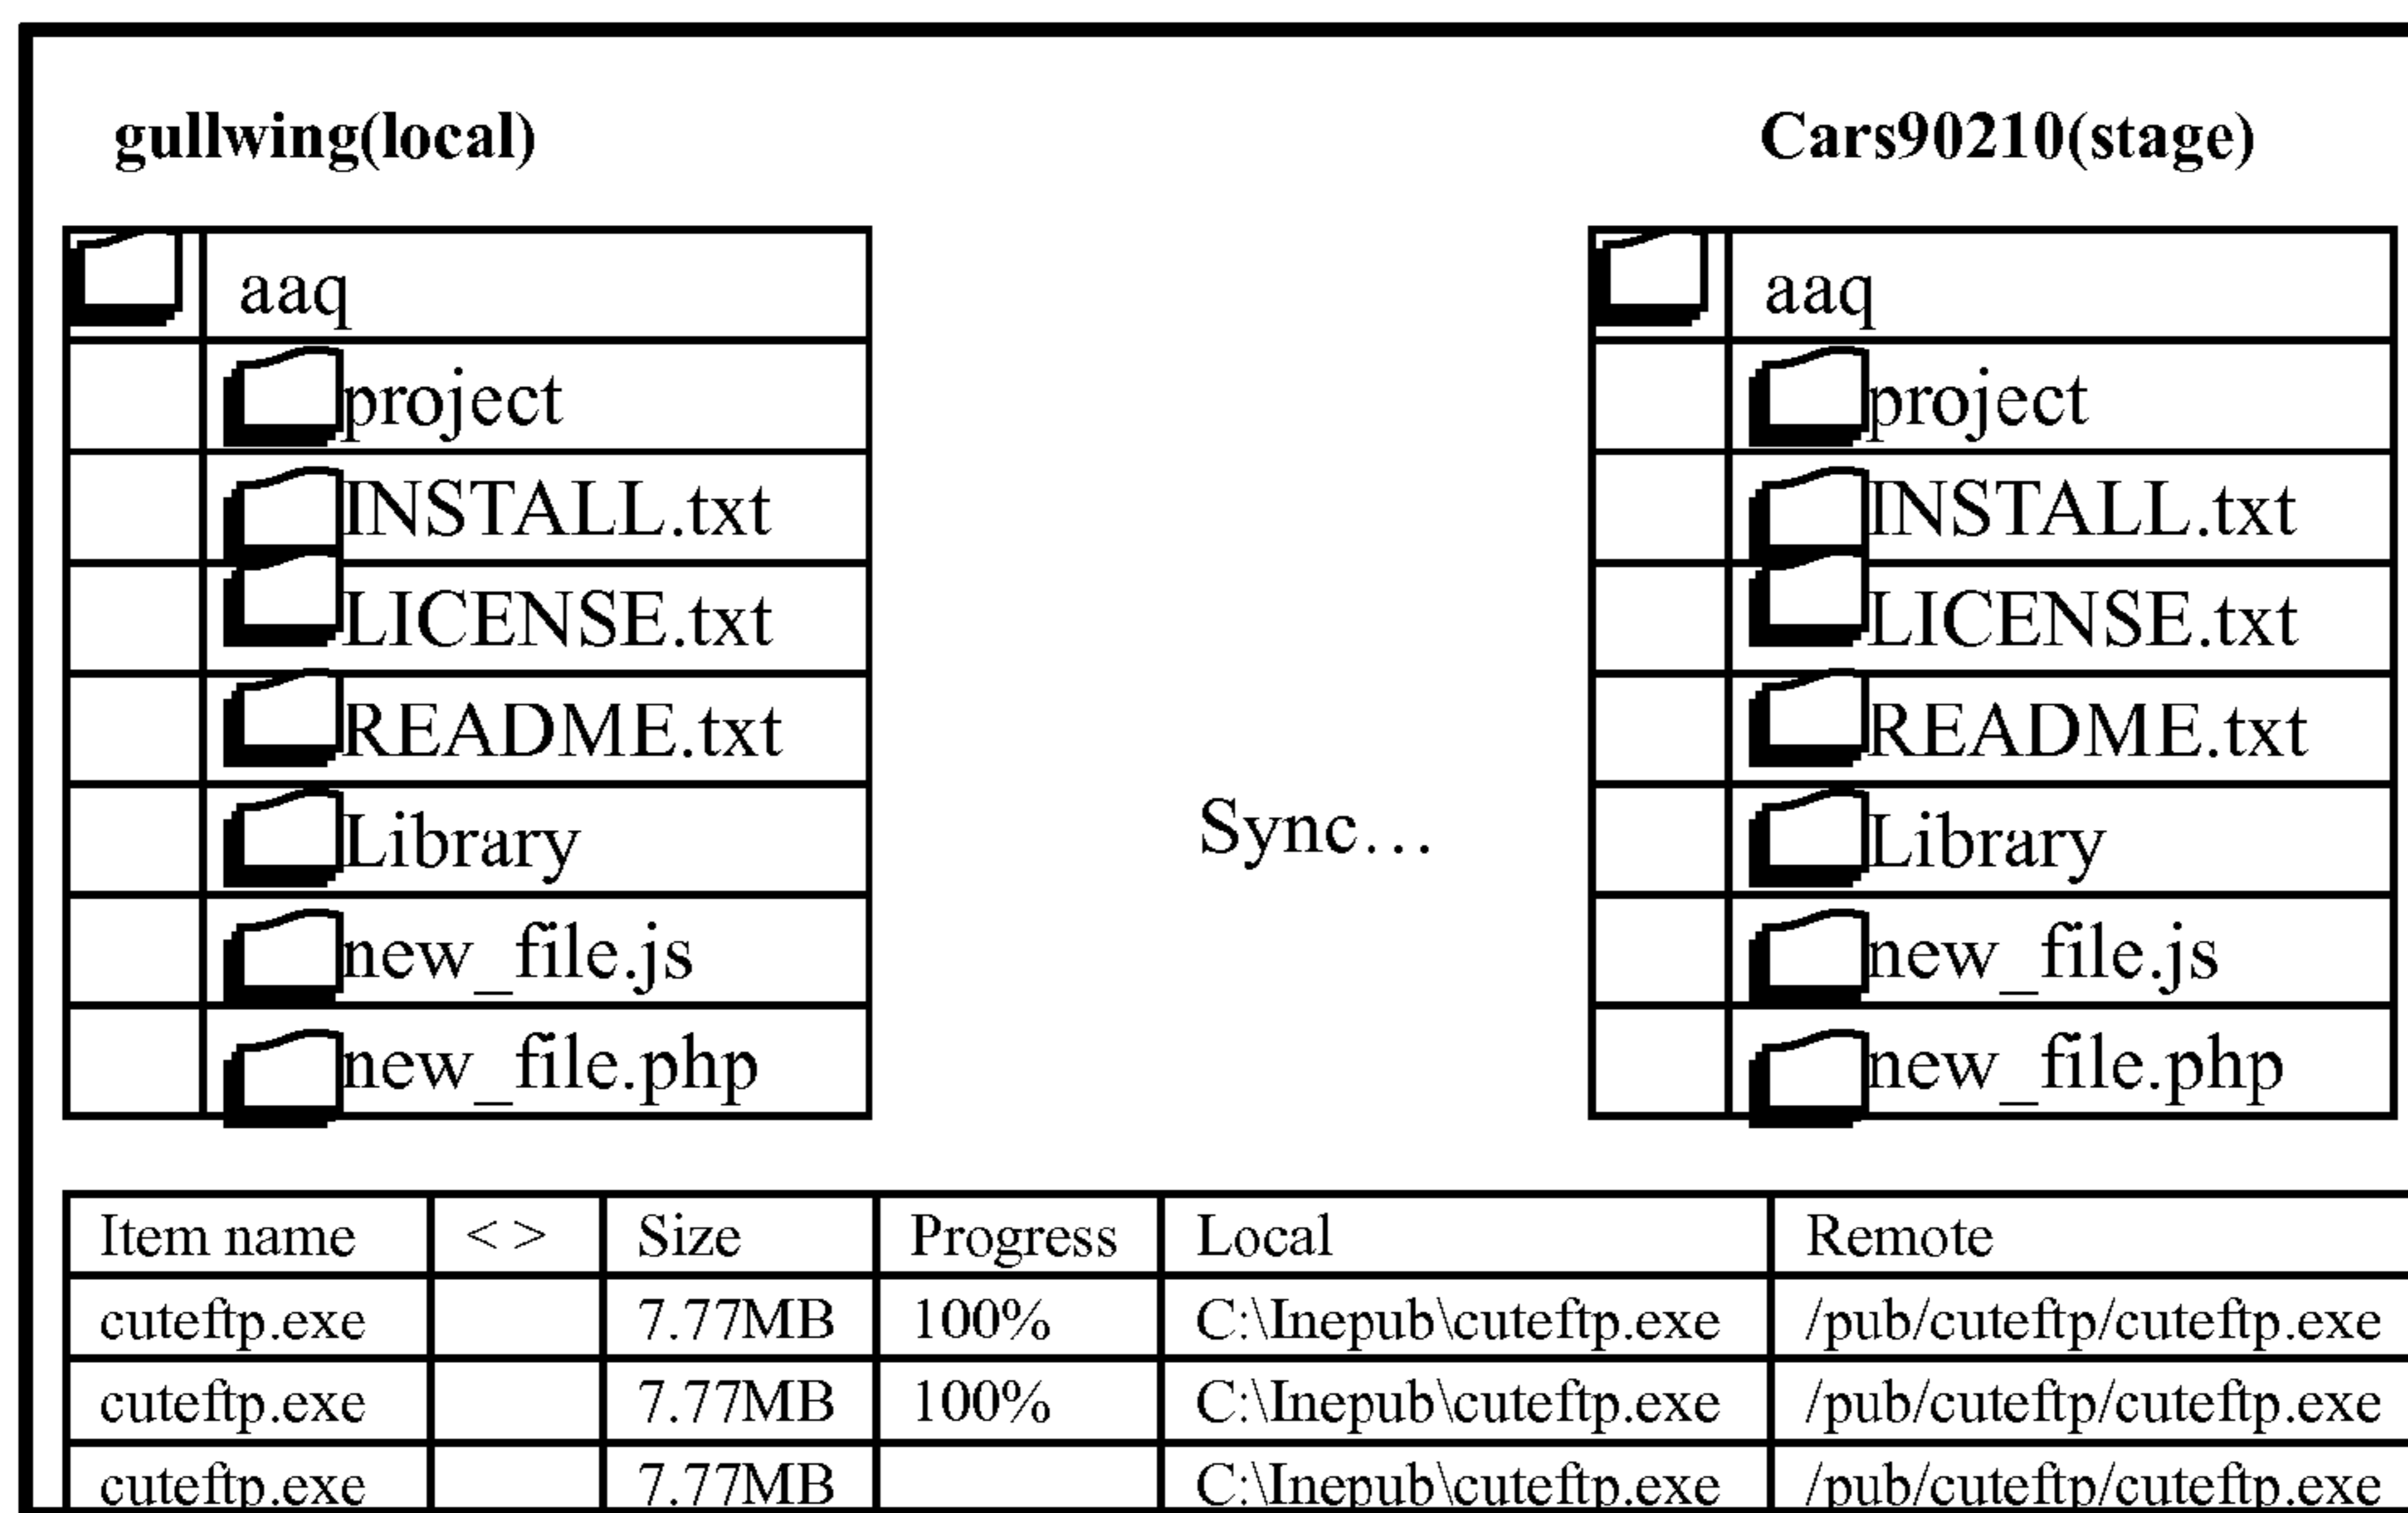 gullwing(local)
Cars90210(stage)
aaq
project
INSTALL.txt
LICENSE.txt
README.txt
Library
new_file.js
new_file.php
Sync…
aaq
project
INSTALL.txt
LICENSE.txt
README.txt
Library
new_file.js
new_file.php
Item name < > Size Progress Local Remote
cuteftp.exe 7.77MB 100% C:\Inepub\cuteftp.exe /pub/cuteftp/cuteftp.exe
cuteftp.exe 7.77MB 100% C:\Inepub\cuteftp.exe /pub/cuteftp/cuteftp.exe
cuteftp.exe 7.77MB C:\Inepub\cuteftp.exe /pub/cuteftp/cuteftp.exe